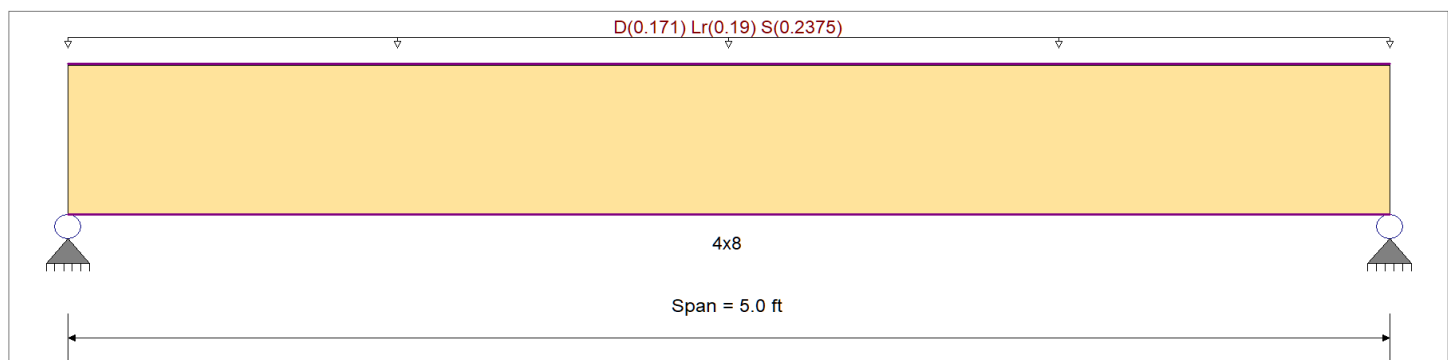 D(0.171) Lr(0.19) S(0.2375)
4x8
Span = 5.0 ft